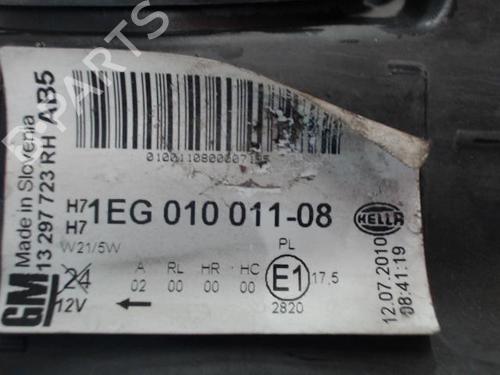 GM
Made in Slovenia
13 297 723 RH AB5
H7
H7
1EG 010 011-08
W21/5W
24
12V
A RL HR HC
02 00 00 00
PL
E1
17,5
2820
HELLA
12.07.2010
08:41:19
B-PARTS